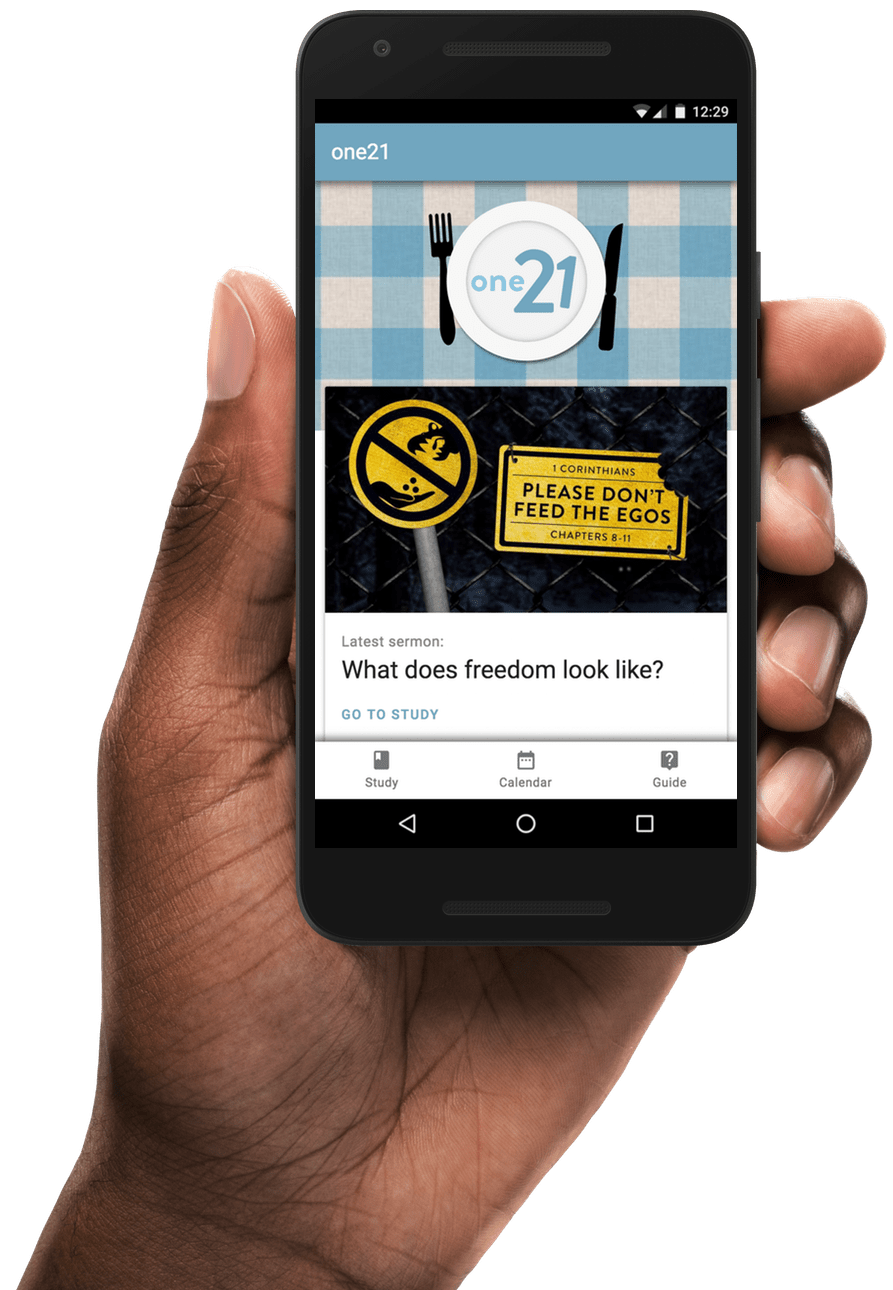 12:29
one21
one21
1 CORINTHIANS
PLEASE DON'T
FEED THE EGOS
CHAPTERS 8-11
Latest sermon:
What does freedom look like?
GO TO STUDY
Study Calendar Guide